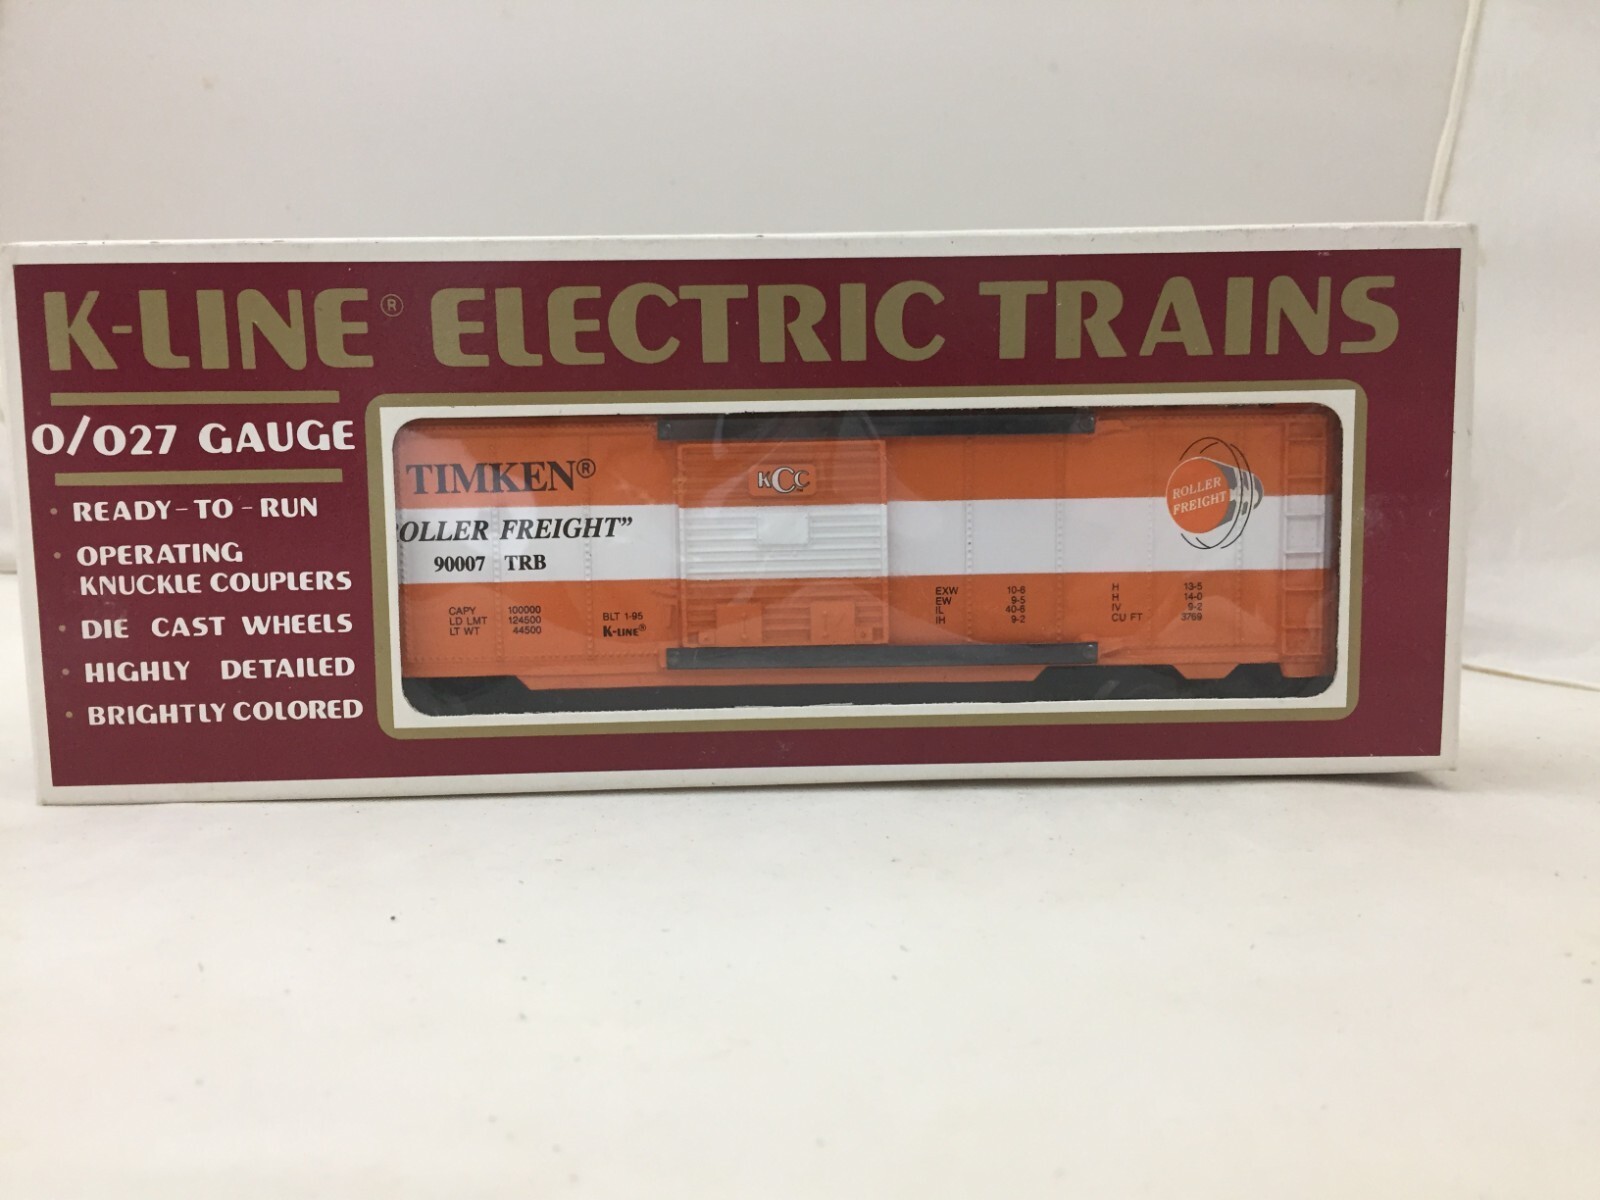 K-LINE® ELECTRIC TRAINS
O/O27 GAUGE
• READY-TO-RUN
• OPERATING
KNUCKLE COUPLERS
• DIE CAST WHEELS
• HIGHLY DETAILED
• BRIGHTLY COLORED
TIMKEN®
OLLER FREIGHT”
90007 TRB
CAPY 100000
LD LMT 124500
LT WT 44500
BLT 1-95
K-LINE®
KCC
EXW 10-6
EW 9-5
IL 40-6
IH 9-2
H 13-5
H 14-0
IV 9-2
CU FT 3769
ROLLER
FREIGHT